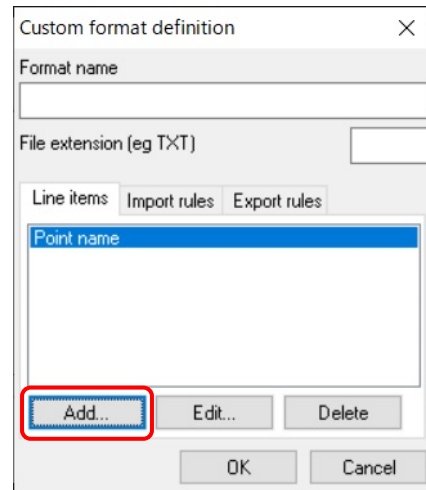 Custom format definition
Format name
File extension (eg TXT)
Line items Import rules Export rules
Point name
Add... Edit... Delete
OK Cancel